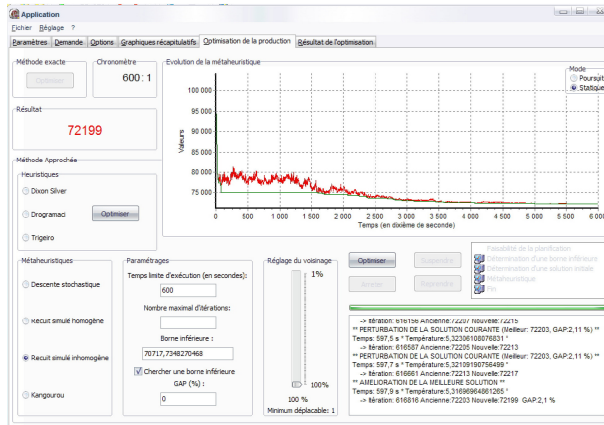 Application
Fichier Réglage ?
Paramètres Demande Options Graphiques récapitulatifs Optimisation de la production Résultat de l'optimisation
Méthode exacte
Optimiser
Chronomètre
600: 1
Résultat
72199
Evolution de la métaheuristique
Mode
Poursuit
Statique
Valeurs
100 000
95 000
90 000
85 000
80 000
75 000
0 500 1 000 1 500 2 000 2 500 3 000 3 500 4 000 4 500 5 000 5 500 6 000
Temps (en dixième de seconde)
Méthode Approchée
Heuristiques
Dixon Silver
Drogramaci
Optimiser
Trigeiro
Métaheuristiques
Descente stochastique
Recuit simulé homogène
Recuit simulé inhomogène
Kangourou
Paramétrages
Temps limite d'exécution (en secondes):
600
Nombre maximal d'itérations:
Borne inférieure :
70717,7348270468
Chercher une borne inférieure
GAP (%) :
0
Réglage du voisinage
1%
100%
100 %
Minimum déplacable: 1
Optimiser
Suspendre
Arreter
Reprendre
Faisabilité de la planification
Détermination d'une borne inférieure
Détermination d'une solution initiale
Métaheuristique
Fin
-> Itération: 616156 Ancienne:72207 Nouvelle:72215
** PERTURBATION DE LA SOLUTION COURANTE (Meilleur: 72203, GAP:2,11 %) **
Temps: 597,5 s * Température:5,32306108076831 *
-> Itération: 616587 Ancienne:72205 Nouvelle:72213
** PERTURBATION DE LA SOLUTION COURANTE (Meilleur: 72203, GAP:2,11 %) **
Temps: 597,7 s * Température:5,32109190756499 *
-> Itération: 616661 Ancienne:72213 Nouvelle:72217
** AMELIORATION DE LA MEILLEURE SOLUTION **
Temps: 597,9 s * Température:5,31696964861265 *
-> Itération: 616816 Ancienne:72203 Nouvelle:72199 GAP:2,1 %